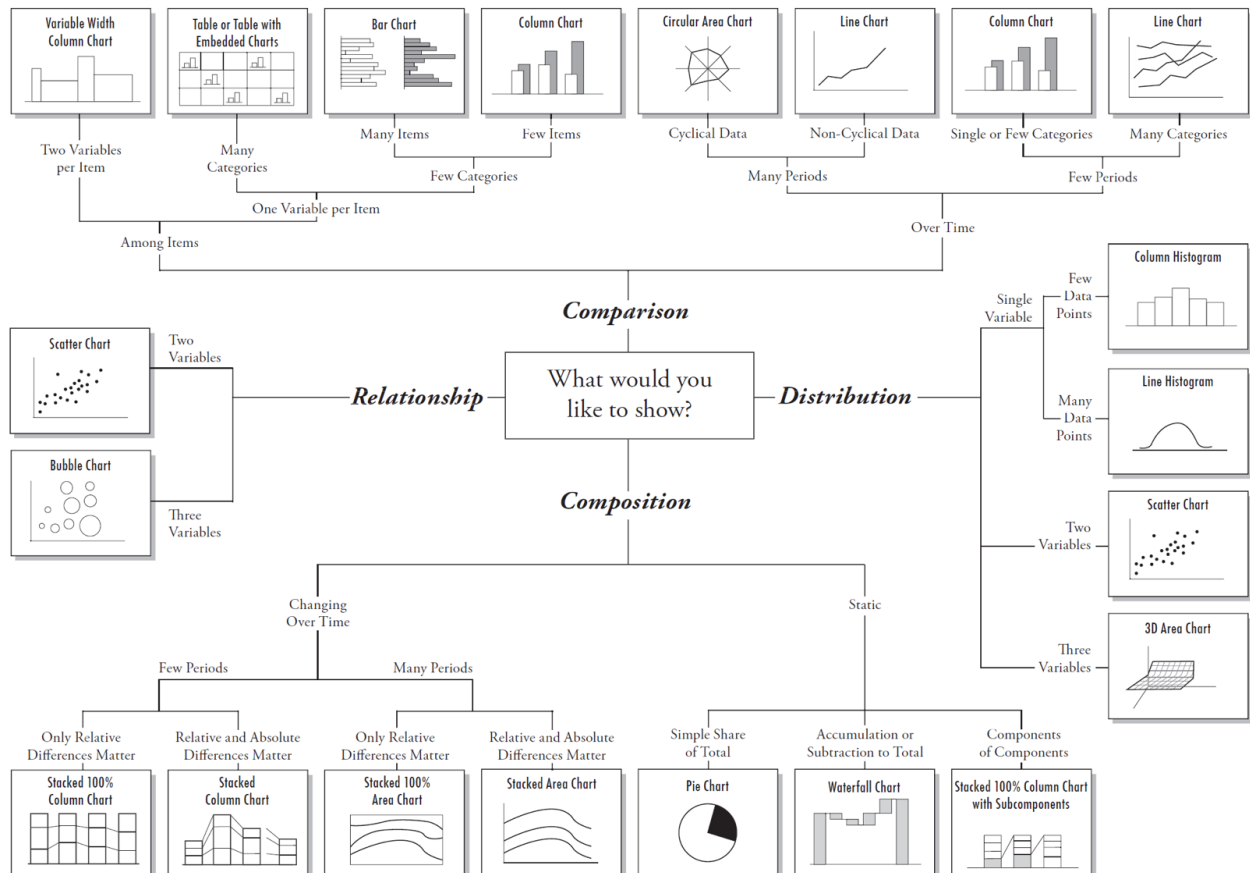 Variable Width
Column Chart
Table or Table with
Embedded Charts
Bar Chart
Column Chart
Circular Area Chart
Line Chart
Column Chart
Line Chart
Two Variables
per Item
Many
Categories
Many Items
Few Items
Cyclical Data
Non-Cyclical Data
Single or Few Categories
Many Categories
Few Categories
Many Periods
Few Periods
One Variable per Item
Over Time
Among Items
Comparison
What would you
like to show?
Relationship
Two
Variables
Scatter Chart
Bubble Chart
Three
Variables
Distribution
Single
Variable
Few
Data
Points
Column Histogram
Many
Data
Points
Line Histogram
Two
Variables
Scatter Chart
Three
Variables
3D Area Chart
Composition
Changing
Over Time
Static
Few Periods
Many Periods
Only Relative
Differences Matter
Relative and Absolute
Differences Matter
Only Relative
Differences Matter
Relative and Absolute
Differences Matter
Simple Share
of Total
Accumulation or
Subtraction to Total
Components
of Components
Stacked 100%
Column Chart
Stacked
Column Chart
Stacked 100%
Area Chart
Stacked Area Chart
Pie Chart
Waterfall Chart
Stacked 100% Column Chart
with Subcomponents